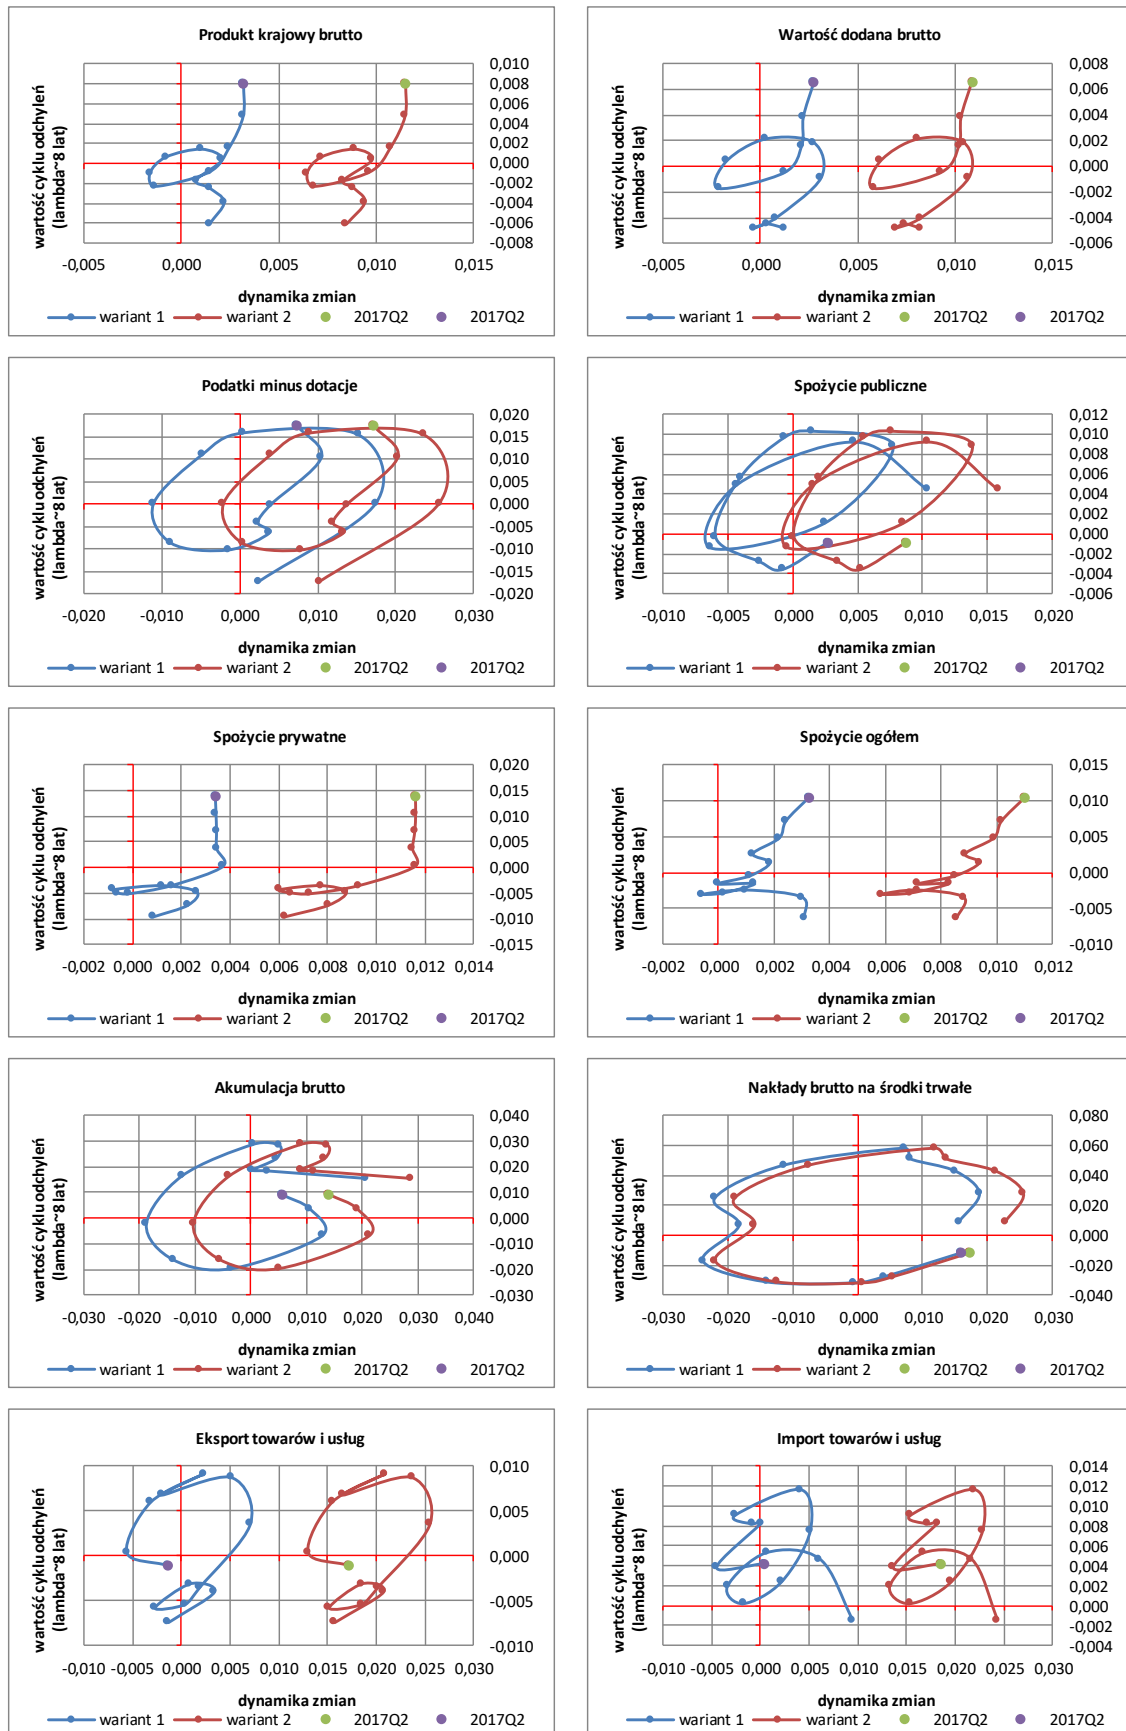 Produkt krajowy brutto
wartość cyklu odchyleń
(lambda~8 lat)
0,010
0,008
0,006
0,004
0,002
0,000
-0,002
-0,004
-0,006
-0,008
-0,005 0,000 0,005 0,010 0,015
dynamika zmian
wariant 1 wariant 2 2017Q2 2017Q2
Wartość dodana brutto
wartość cyklu odchyleń
(lambda~8 lat)
0,008
0,006
0,004
0,002
0,000
-0,002
-0,004
-0,006
-0,005 0,000 0,005 0,010 0,015
dynamika zmian
wariant 1 wariant 2 2017Q2 2017Q2
Podatki minus dotacje
wartość cyklu odchyleń
(lambda~8 lat)
0,020
0,015
0,010
0,005
0,000
-0,005
-0,010
-0,015
-0,020
-0,020 -0,010 0,000 0,010 0,020 0,030
dynamika zmian
wariant 1 wariant 2 2017Q2 2017Q2
Spożycie publiczne
wartość cyklu odchyleń
(lambda~8 lat)
0,012
0,010
0,008
0,006
0,004
0,002
0,000
-0,002
-0,004
-0,006
-0,010 -0,005 0,000 0,005 0,010 0,015 0,020
dynamika zmian
wariant 1 wariant 2 2017Q2 2017Q2
Spożycie prywatne
wartość cyklu odchyleń
(lambda~8 lat)
0,020
0,015
0,010
0,005
0,000
-0,005
-0,010
-0,015
-0,002 0,000 0,002 0,004 0,006 0,008 0,010 0,012 0,014
dynamika zmian
wariant 1 wariant 2 2017Q2 2017Q2
Spożycie ogółem
wartość cyklu odchyleń
(lambda~8 lat)
0,015
0,010
0,005
0,000
-0,005
-0,010
-0,002 0,000 0,002 0,004 0,006 0,008 0,010 0,012
dynamika zmian
wariant 1 wariant 2 2017Q2 2017Q2
Akumulacja brutto
wartość cyklu odchyleń
(lambda~8 lat)
0,040
0,030
0,020
0,010
0,000
-0,010
-0,020
-0,030
-0,030 -0,020 -0,010 0,000 0,010 0,020 0,030 0,040
dynamika zmian
wariant 1 wariant 2 2017Q2 2017Q2
Nakłady brutto na środki trwałe
wartość cyklu odchyleń
(lambda~8 lat)
0,080
0,060
0,040
0,020
0,000
-0,020
-0,040
-0,030 -0,020 -0,010 0,000 0,010 0,020 0,030
dynamika zmian
wariant 1 wariant 2 2017Q2 2017Q2
Eksport towarów i usług
wartość cyklu odchyleń
(lambda~8 lat)
0,010
0,005
0,000
-0,005
-0,010
-0,010 -0,005 0,000 0,005 0,010 0,015 0,020 0,025 0,030
dynamika zmian
wariant 1 wariant 2 2017Q2 2017Q2
Import towarów i usług
wartość cyklu odchyleń
(lambda~8 lat)
0,014
0,012
0,010
0,008
0,006
0,004
0,002
0,000
-0,002
-0,004
-0,010 -0,005 0,000 0,005 0,010 0,015 0,020 0,025 0,030
dynamika zmian
wariant 1 wariant 2 2017Q2 2017Q2